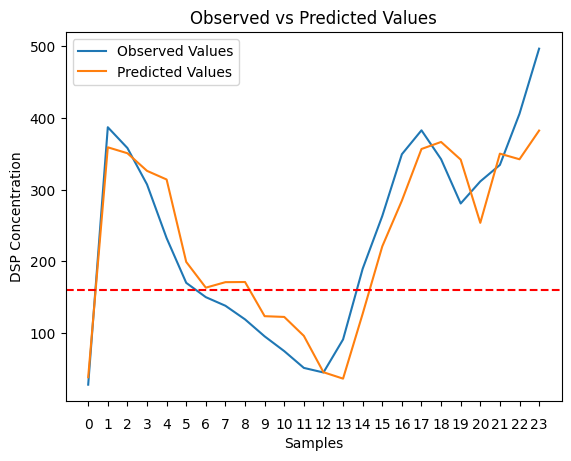 Observed vs Predicted Values
Observed Values
Predicted Values
500
400
300
200
100
DSP Concentration
0 1 2 3 4 5 6 7 8 9 10 11 12 13 14 15 16 17 18 19 20 21 22 23
Samples